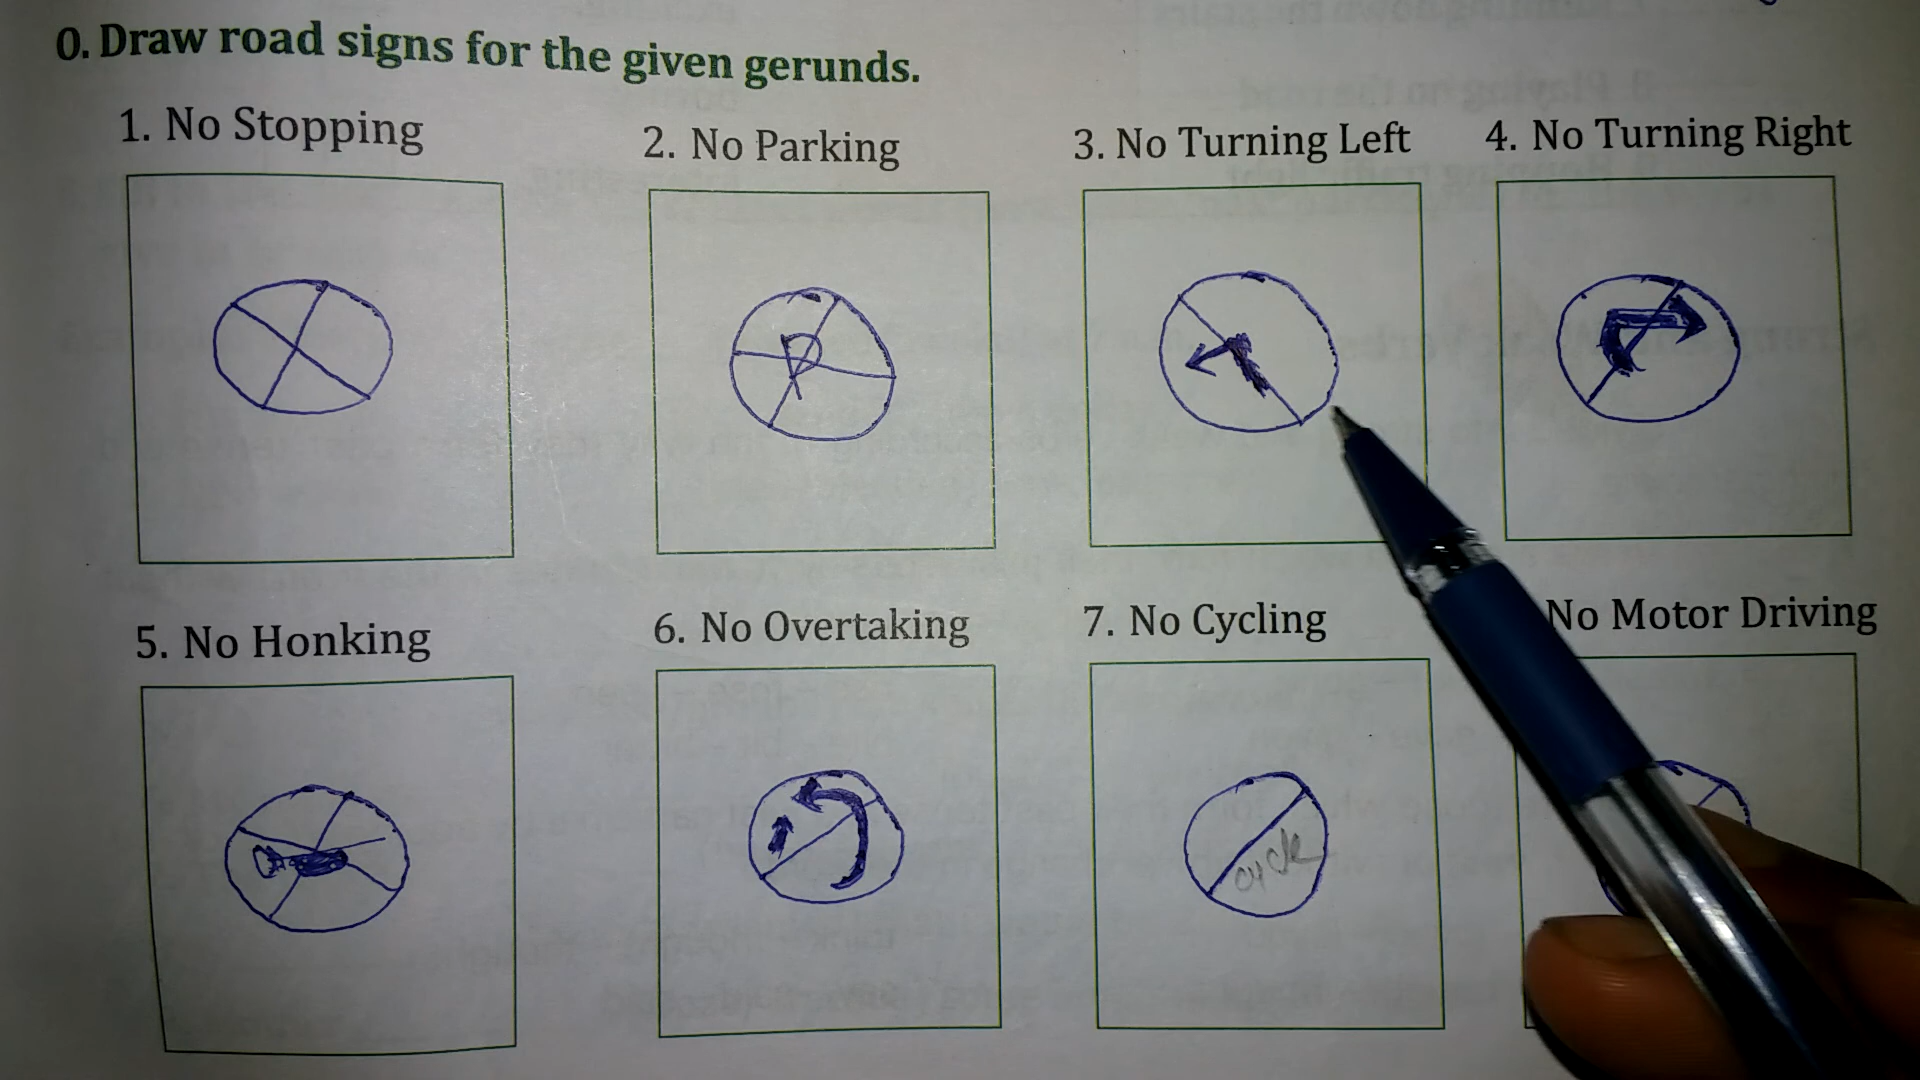 0. Draw road signs for the given gerunds.
1. No Stopping
2. No Parking
3. No Turning Left
4. No Turning Right
P
5. No Honking
6. No Overtaking
7. No Cycling
No Motor Driving
cycle